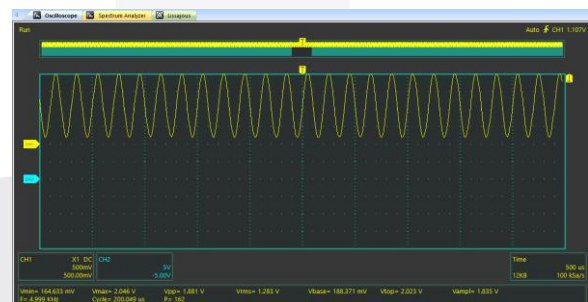 Oscilloscope Spectrum Analyzer Lissajous
Run Auto CH1 1.107V
T
T
CH1 X1 DC CH2 Time
500mV 5V 500 us
500.00mV -5.00V 12KB 100 kSa/s
Vmin= 164.633 mV Vmax= 2.046 V Vpp= 1.881 V Vrms= 1.283 V Vbase= 188.371 mV Vtop= 2.023 V Vampl= 1.835 V
F= 4.999 KHz Cycle= 200.049 us P= 162